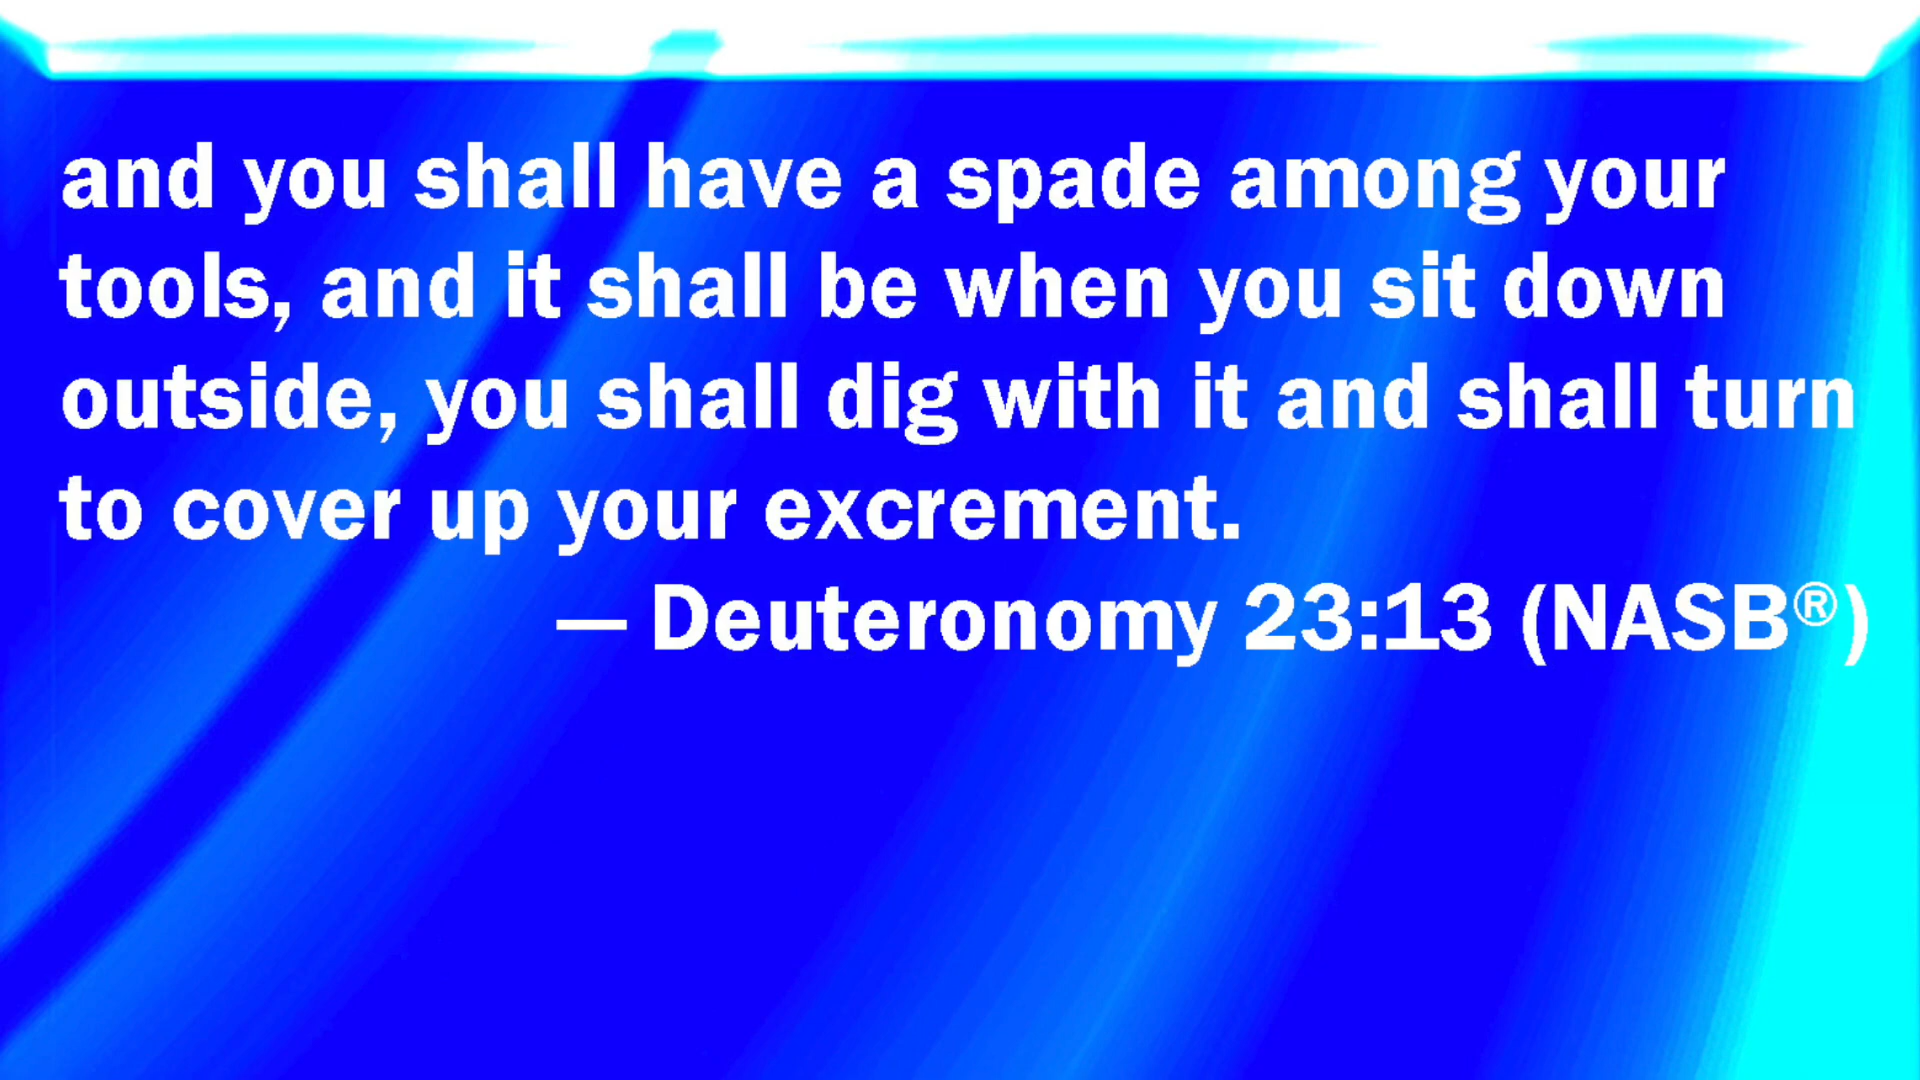 and you shall have a spade among your
tools, and it shall be when you sit down
outside, you shall dig with it and shall turn
to cover up your excrement.
— Deuteronomy 23:13 (NASB®)